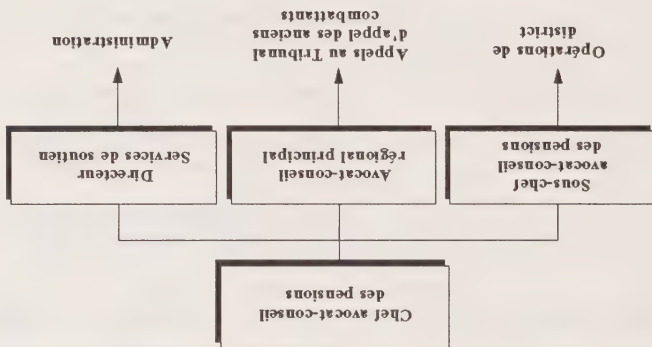 Chef avocat-conseil
des pensions
Sous-chef
avocat-conseil
des pensions
Avocat-conseil
régional principal
Directeur
Services de soutien
Opérations de
district
Appels au Tribunal
d'appel des anciens
combattants
Administration